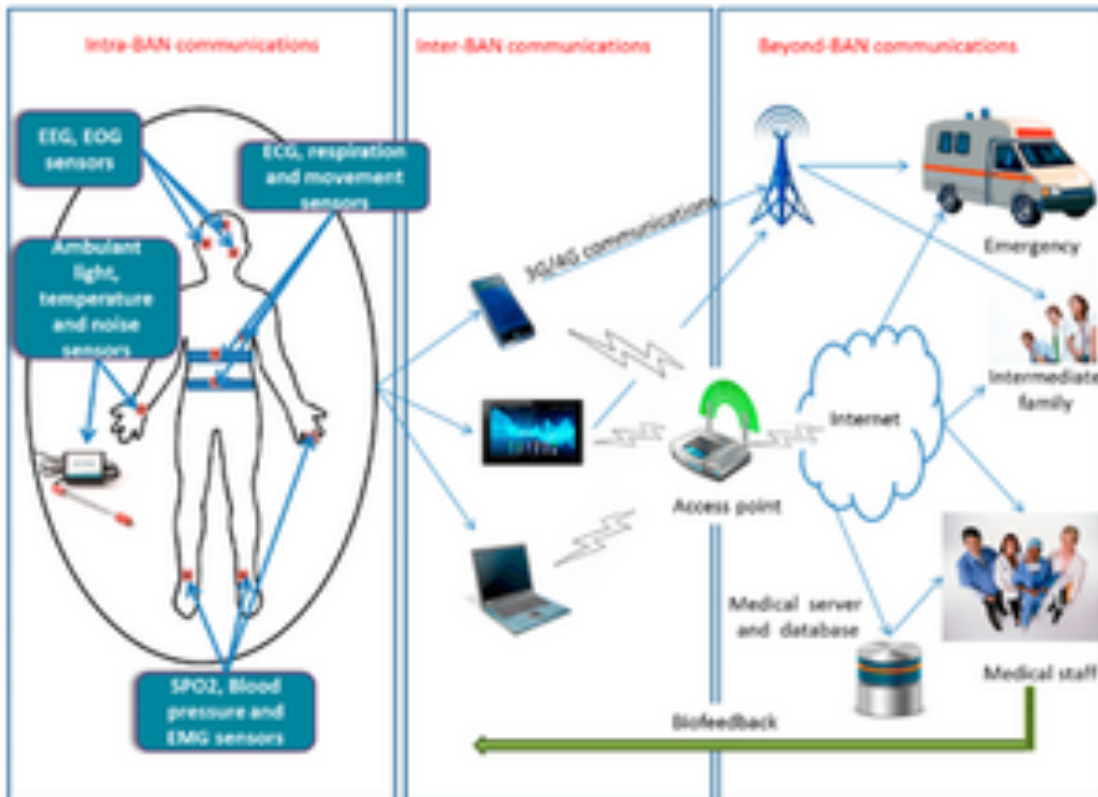 Intra-BAN communications
Inter-BAN communications
Beyond-BAN communications
EEG, EOG
sensors
ECG, respiration
and movement
sensors
Ambulant
light,
temperature
and noise
sensors
SPO2, Blood
pressure and
EMG sensors
3G/4G communications
Access point
Internet
Emergency
Intermediate
family
Medical server
and database
Medical staff
Biofeedback